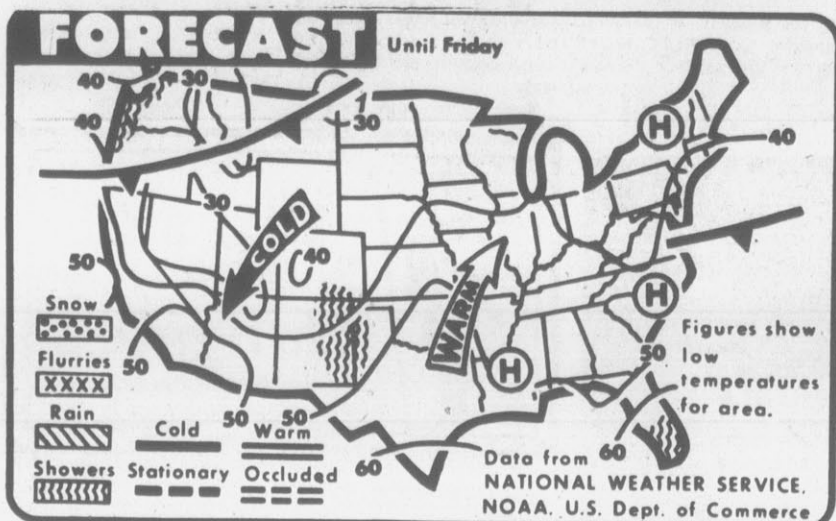 FORECAST Until Friday
40 30
40
1
30
H
40
30
COLD
40
50
H
WARM
H
50
50
50
50
60
60
Snow
Flurries
XXXX
Rain
Showers
Cold Warm
Stationary Occluded
Figures show
low
temperatures
for area.
Data from
NATIONAL WEATHER SERVICE,
NOAA, U.S. Dept. of Commerce